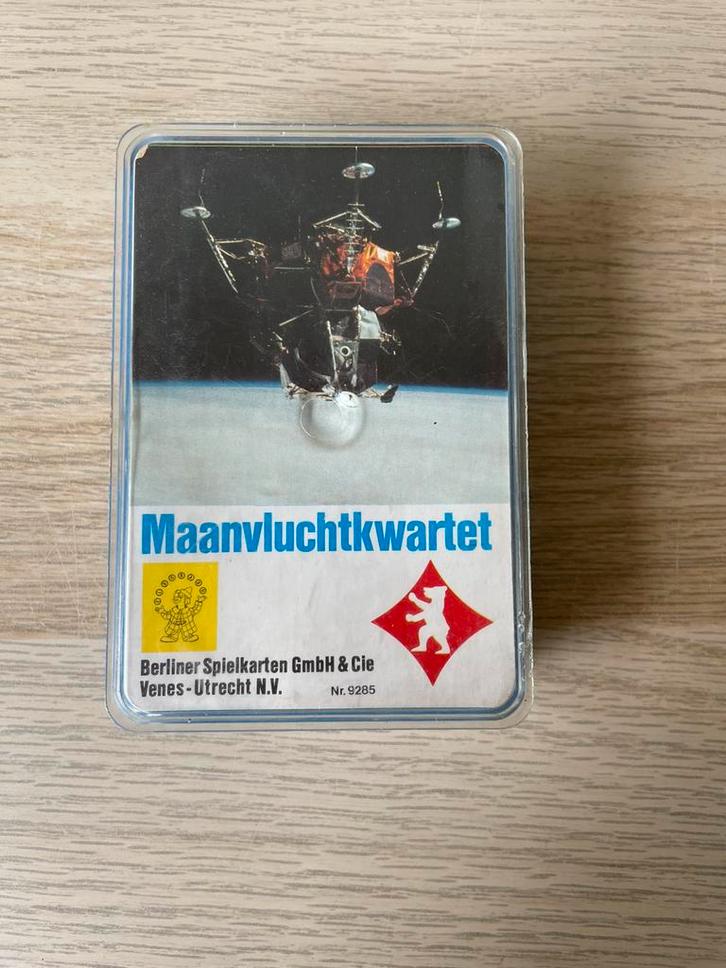 Maanvluchtkwartet
Berliner Spielkarten GmbH & Cie
Venes-Utrecht N.V.
Nr. 9285